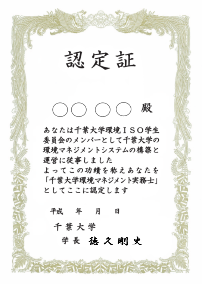 認定証
○○○○ 殿
あなたは千葉大学環境ISO学生
委員会のメンバーとして千葉大学の
環境マネジメントシステムの構築と
運営に従事しました
よってこの功績を称えあなたを
「千葉大学環境マネジメント実務士」
としてここに認定します
平成 年 月 日
千葉大学
学長 徳久剛史